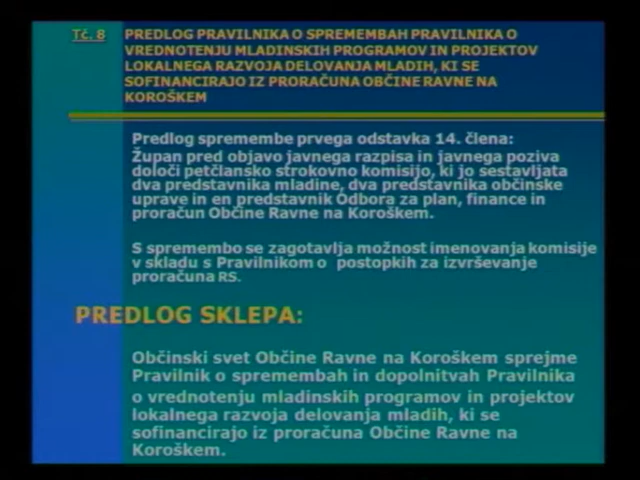 Tč. 8 PREDLOG PRAVILNIKA O SPREMEMBAH PRAVILNIKA O
VREDNOTENJU MLADINSKIH PROGRAMOV IN PROJEKTOV
LOKALNEGA RAZVOJA DELOVANJA MLADIH, KI SE
SOFINANCIRAJO IZ PRORAČUNA OBČINE RAVNE NA
KOROŠKEM
Predlog spremembe prvega odstavka 14. člena:
Župan pred objavo javnega razpisa in javnega poziva
določi petčlansko strokovno komisijo, ki jo sestavljata
dva predstavnika mladine, dva predstavnika občinske
uprave in en predstavnik Odbora za plan, finance in
proračun Občine Ravne na Koroškem.
S spremembo se zagotavlja možnost imenovanja komisije
v skladu s Pravilnikom o postopkih za izvrševanje
proračuna RS.
PREDLOG SKLEPA:
Občinski svet Občine Ravne na Koroškem sprejme
Pravilnik o spremembah in dopolnitvah Pravilnika
o vrednotenju mladinskih programov in projektov
lokalnega razvoja delovanja mladih, ki se
sofinancirajo iz proračuna Občine Ravne na
Koroškem.